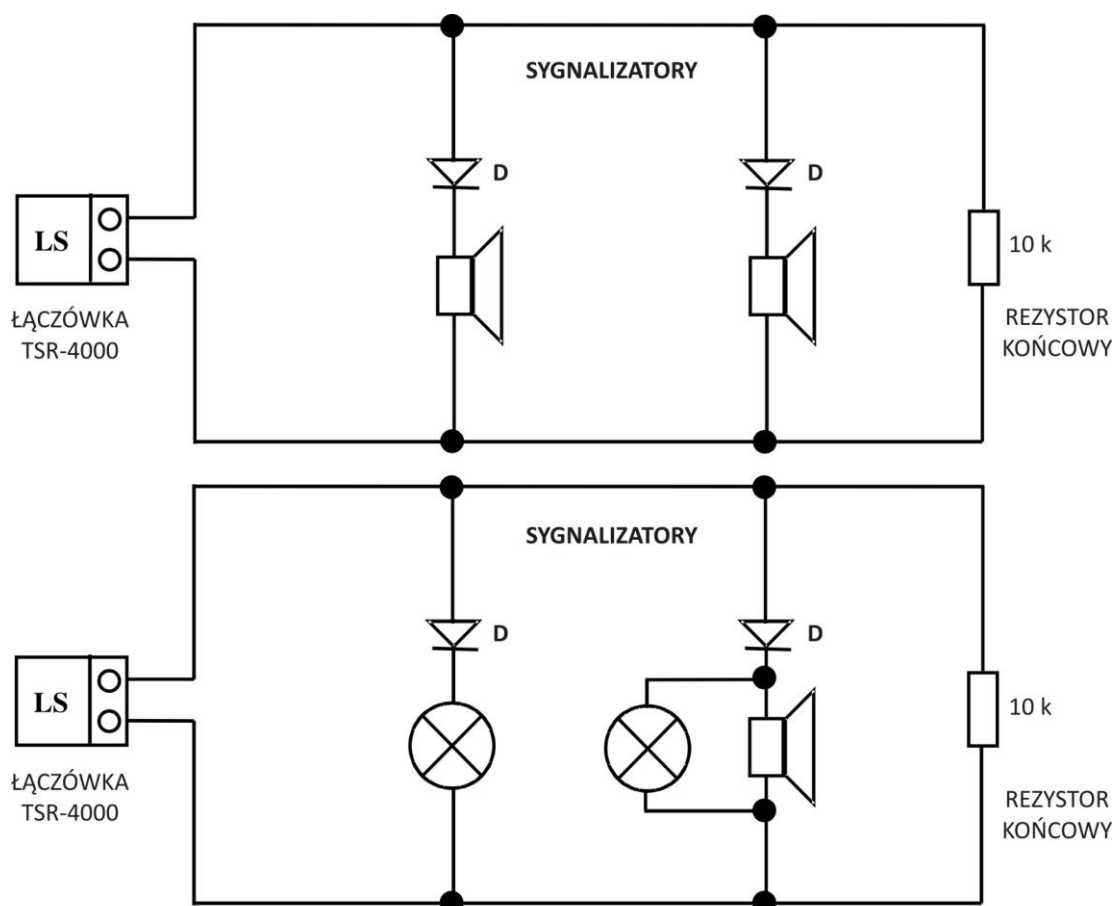 SYGNALIZATORY
D
D
LS
10 k
ŁĄCZÓWKA
TSR-4000
REZYSTOR
KOŃCOWY
SYGNALIZATORY
D
D
LS
10 k
ŁĄCZÓWKA
TSR-4000
REZYSTOR
KOŃCOWY